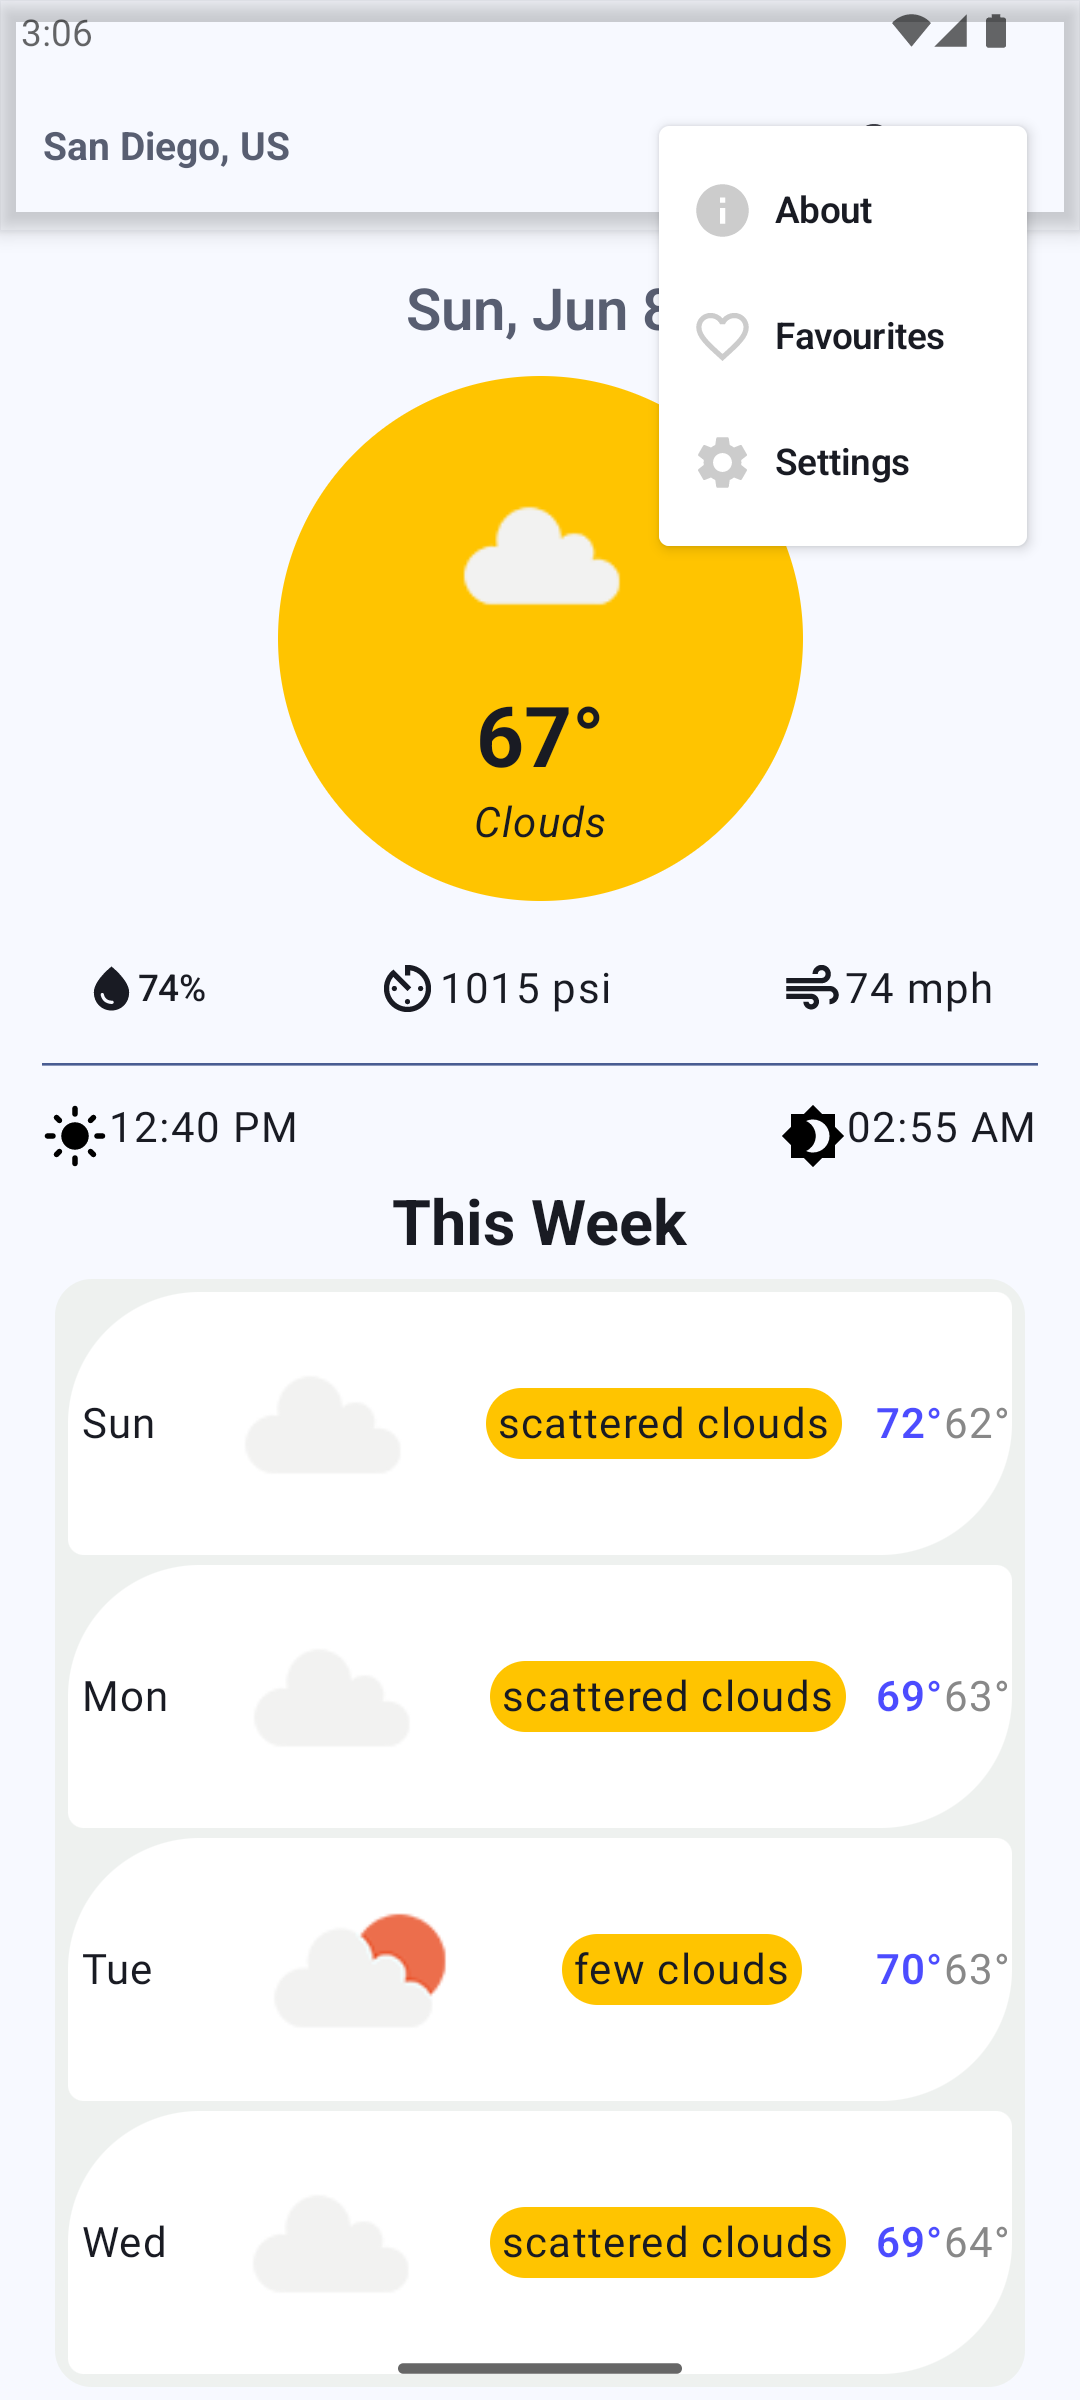 3:06
San Diego, US
About
Favourites
Settings
Sun, Jun 8
67°
Clouds
74%
1015 psi
74 mph
12:40 PM
02:55 AM
This Week
Sun scattered clouds 72° 62°
Mon scattered clouds 69° 63°
Tue few clouds 70° 63°
Wed scattered clouds 69° 64°